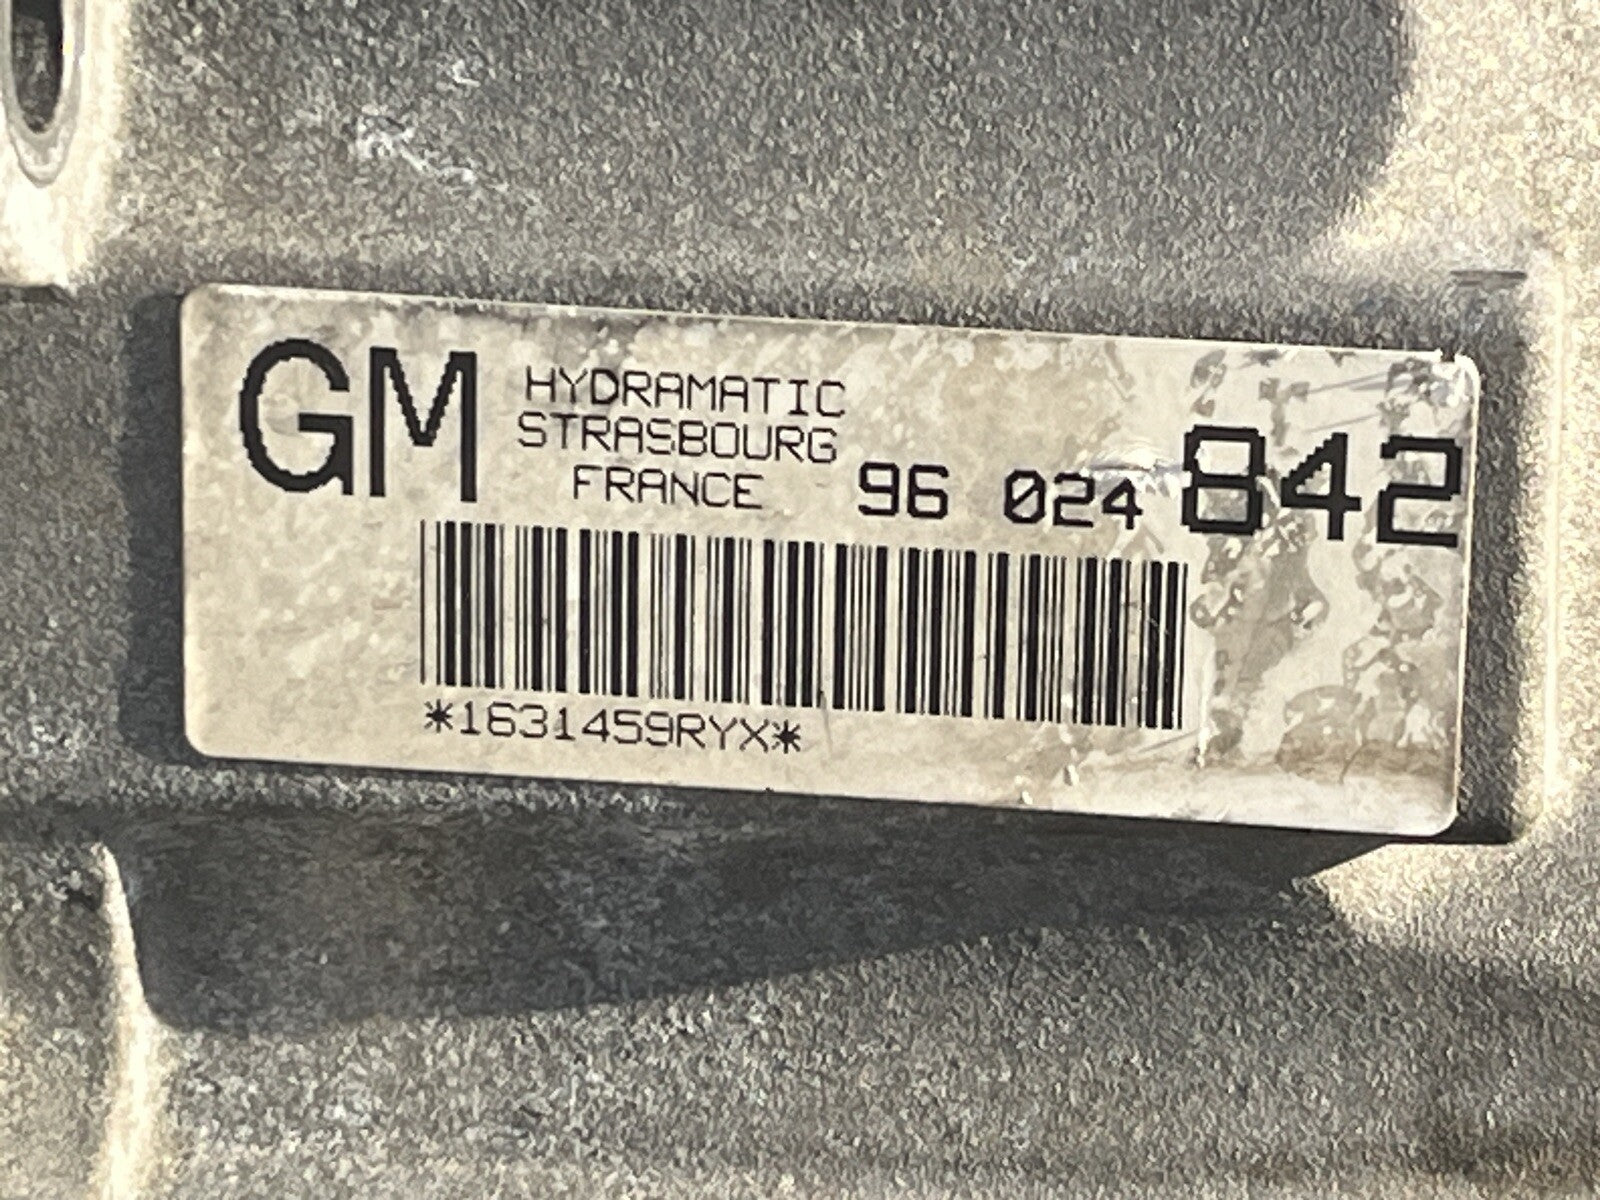 GM HYDRAMATIC
STRASBOURG
FRANCE 96 024 842
*1631459RYX*